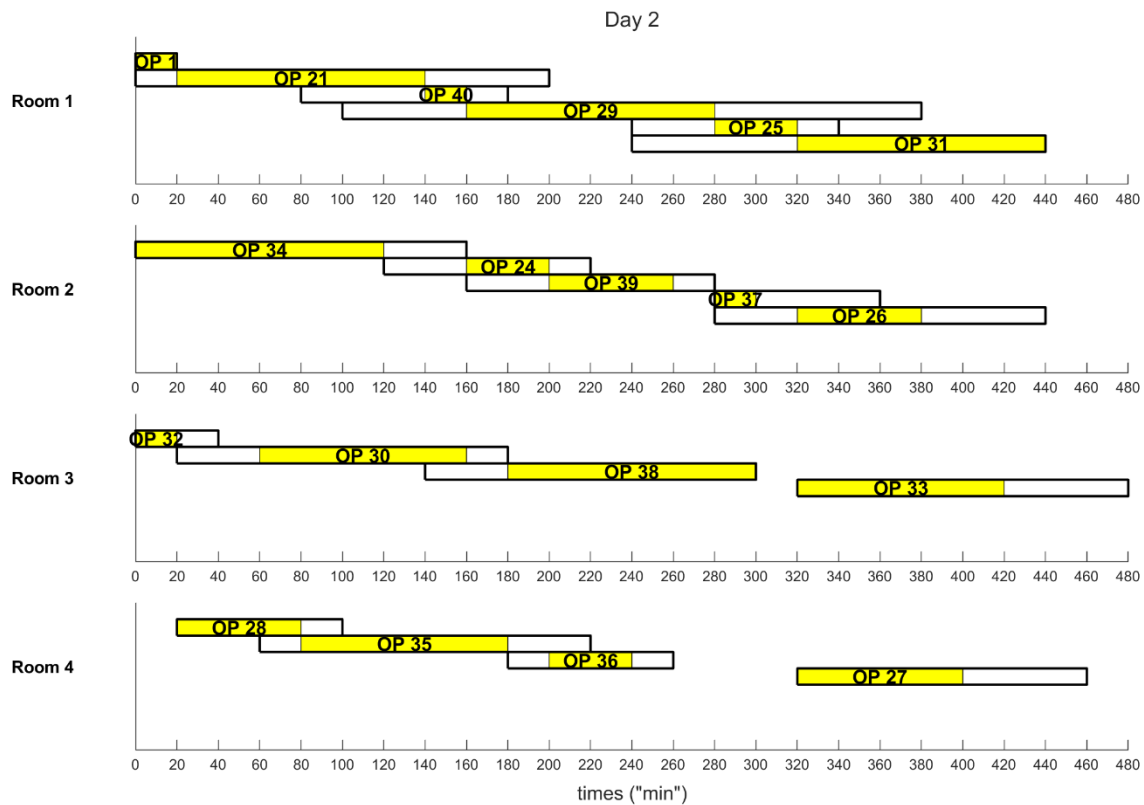 Day 2
Room 1
OP 1
OP 21
OP 40
OP 29
OP 25
OP 31
0 20 40 60 80 100 120 140 160 180 200 220 240 260 280 300 320 340 360 380 400 420 440 460 480
Room 2
OP 34
OP 24
OP 39
OP 37
OP 26
0 20 40 60 80 100 120 140 160 180 200 220 240 260 280 300 320 340 360 380 400 420 440 460 480
Room 3
OP 32
OP 30
OP 38
OP 33
0 20 40 60 80 100 120 140 160 180 200 220 240 260 280 300 320 340 360 380 400 420 440 460 480
Room 4
OP 28
OP 35
OP 36
OP 27
0 20 40 60 80 100 120 140 160 180 200 220 240 260 280 300 320 340 360 380 400 420 440 460 480
times ("min")